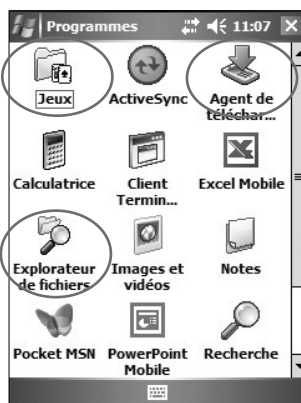 Programmes 11:07
Jeux ActiveSync Agent de
téléchar...
Calculatrice Client Excel Mobile
Termin...
Explorateur Images et Notes
de fichiers vidéos
Pocket MSN PowerPoint Recherche
Mobile